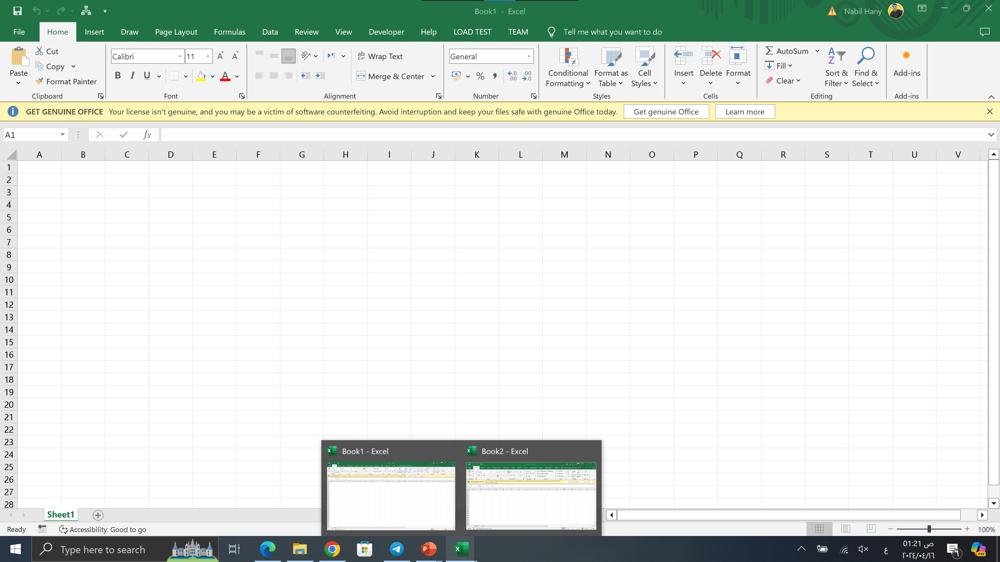 Book1 - Excel
Nabil Hany
File Home Insert Draw Page Layout Formulas Data Review View Developer Help LOAD TEST TEAM Tell me what you want to do
Paste
Cut
Copy
Format Painter
Clipboard
Calibri 11
B I U A
Font
Wrap Text
Merge & Center
Alignment
General
%
Number
Conditional Formatting
Format as Table
Cell Styles
Styles
Insert
Delete
Format
Cells
AutoSum
Fill
Clear
Sort & Filter
Find & Select
Editing
Add-ins
Add-ins
GET GENUINE OFFICE Your license isn't genuine, and you may be a victim of software counterfeiting. Avoid interruption and keep your files safe with genuine Office today. Get genuine Office Learn more
A1 fx
A B C D E F G H I J K L M N O P Q R S T U V
1
2
3
4
5
6
7
8
9
10
11
12
13
14
15
16
17
18
19
20
21
22
23
24
25
26
27
28
Book1 - Excel Book2 - Excel
Sheet1
Ready Accessibility: Good to go 100%
Type here to search
ع
01:21 ص
٢٠٢٤/٠٤/١٦
٦
PRE